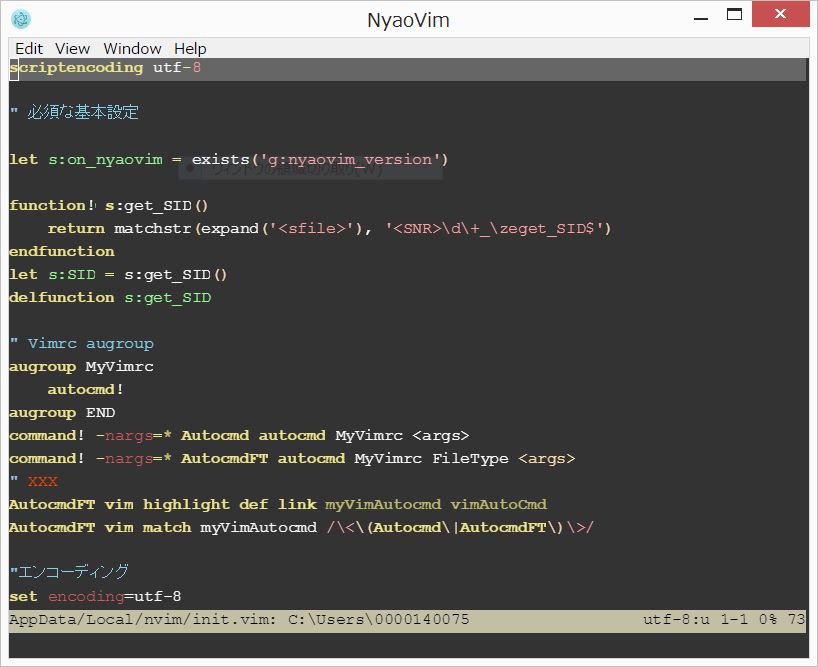 NyaoVim
Edit View Window Help
scriptencoding utf-8
" 必須な基本設定
let s:on_nyaovim = exists('g:nyaovim_version')
function! s:get_SID()
return matchstr(expand('<sfile>'), '<SNR>\d\+_\zeget_SID$')
endfunction
let s:SID = s:get_SID()
delfunction s:get_SID
" Vimrc augroup
augroup MyVimrc
autocmd!
augroup END
command! -nargs=* Autocmd autocmd MyVimrc <args>
command! -nargs=* AutocmdFT autocmd MyVimrc FileType <args>
" XXX
AutocmdFT vim highlight def link myVimAutocmd vimAutoCmd
AutocmdFT vim match myVimAutocmd /\<\(Autocmd\|AutocmdFT\)\>/
"エンコーディング
set encoding=utf-8
AppData/Local/nvim/init.vim: C:\Users\0000140075 utf-8:u 1-1 0% 73